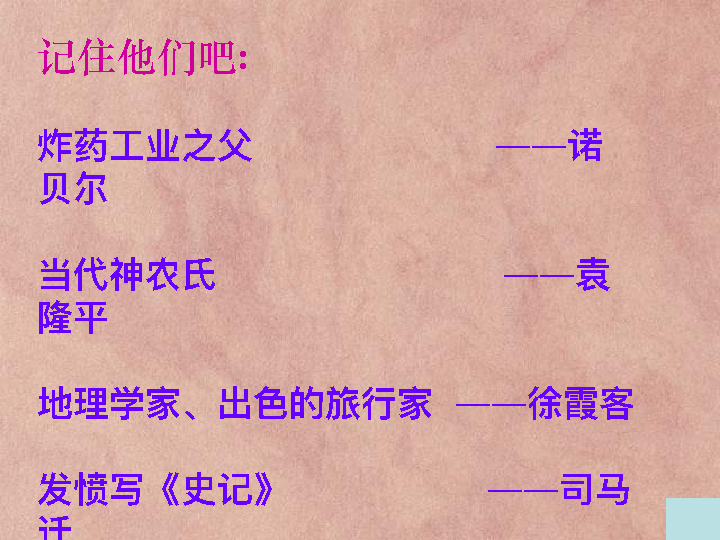 记住他们吧:
炸药工业之父 ——诺
贝尔
当代神农氏 ——袁
隆平
地理学家、出色的旅行家 ——徐霞客
发愤写《史记》 ——司马
迁